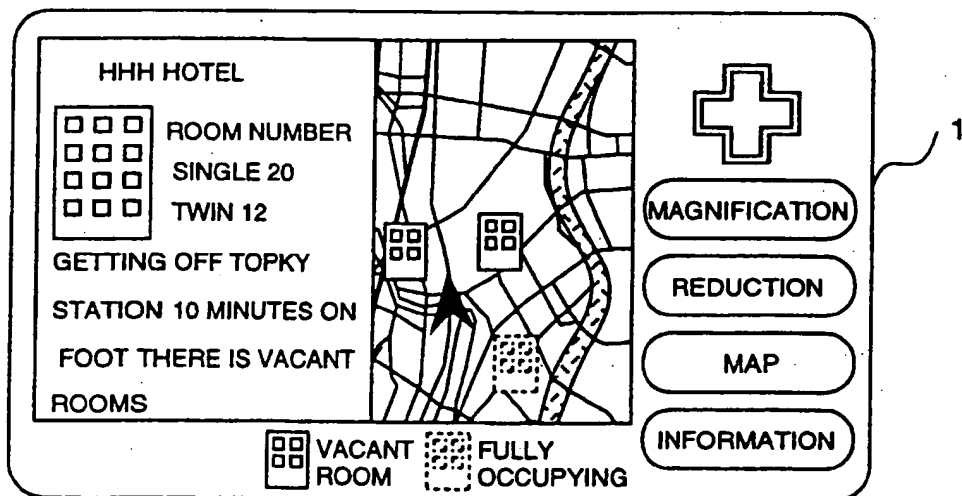 HHH HOTEL
ROOM NUMBER
SINGLE 20
TWIN 12
GETTING OFF TOPKY
STATION 10 MINUTES ON
FOOT THERE IS VACANT
ROOMS
MAGNIFICATION
REDUCTION
MAP
INFORMATION
VACANT
ROOM
FULLY
OCCUPYING
1